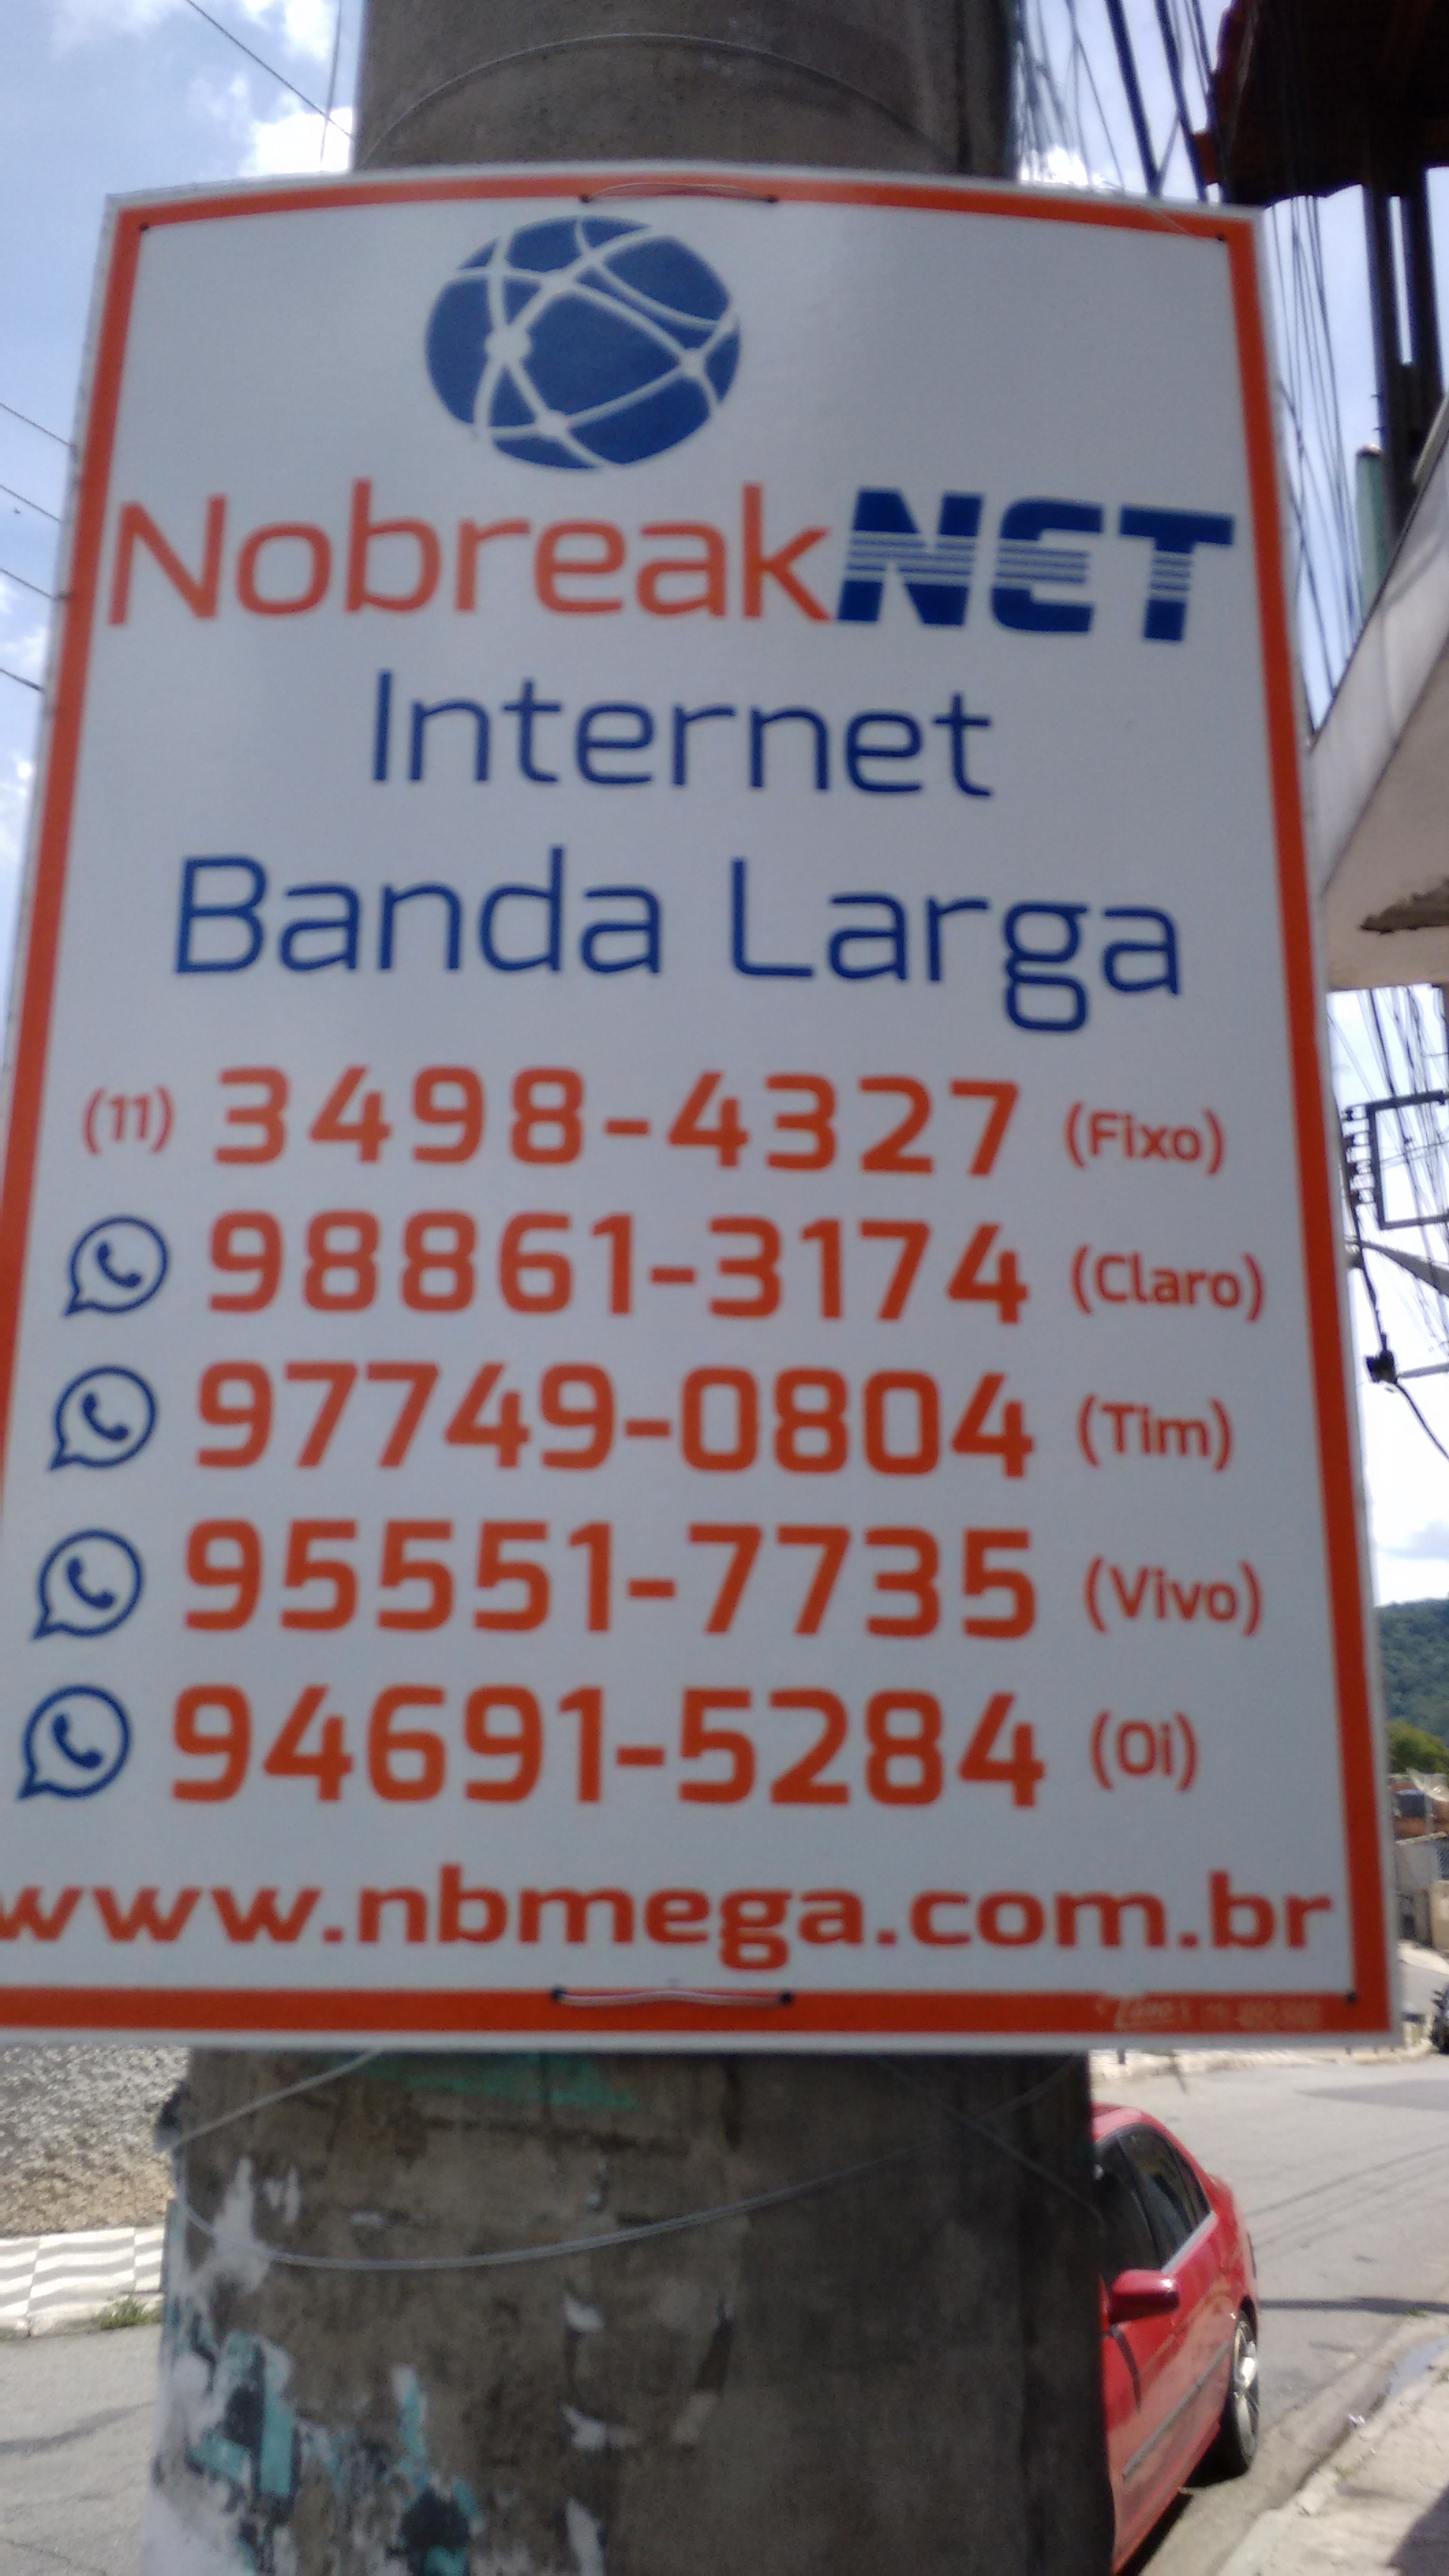 NobreakNET
Internet
Banda Larga
(11) 3498-4327 (Fixo)
98861-3174 (Claro)
97749-0804 (Tim)
95551-7735 (Vivo)
94691-5284 (Oi)
www.nbmega.com.br